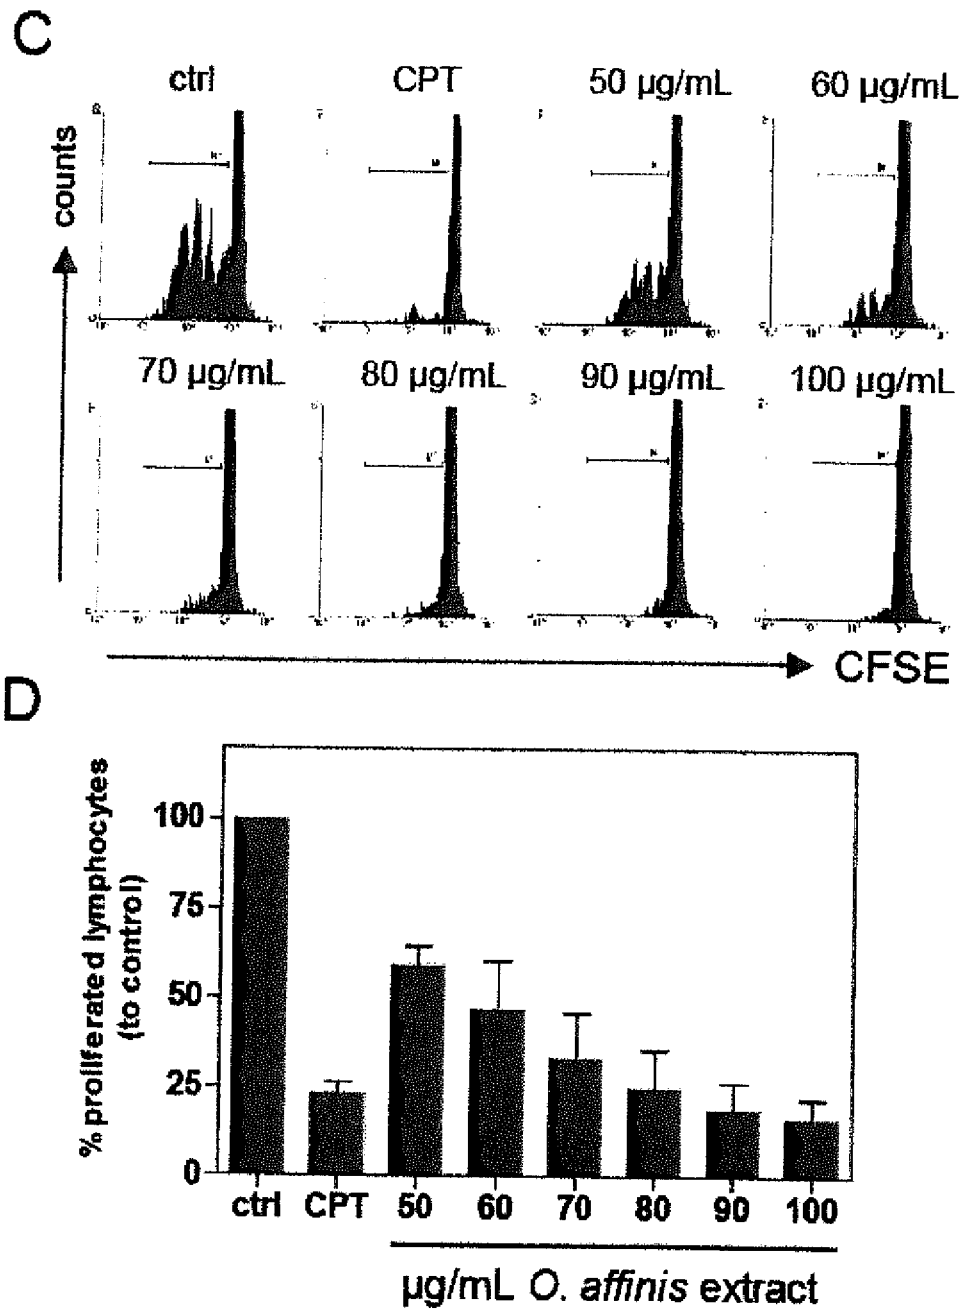 C
ctrl CPT 50 µg/mL 60 µg/mL
counts
70 µg/mL 80 µg/mL 90 µg/mL 100 µg/mL
CFSE
D
% proliferated lymphocytes
(to control)
100
75
50
25
0
ctrl CPT 50 60 70 80 90 100
µg/mL O. affinis extract